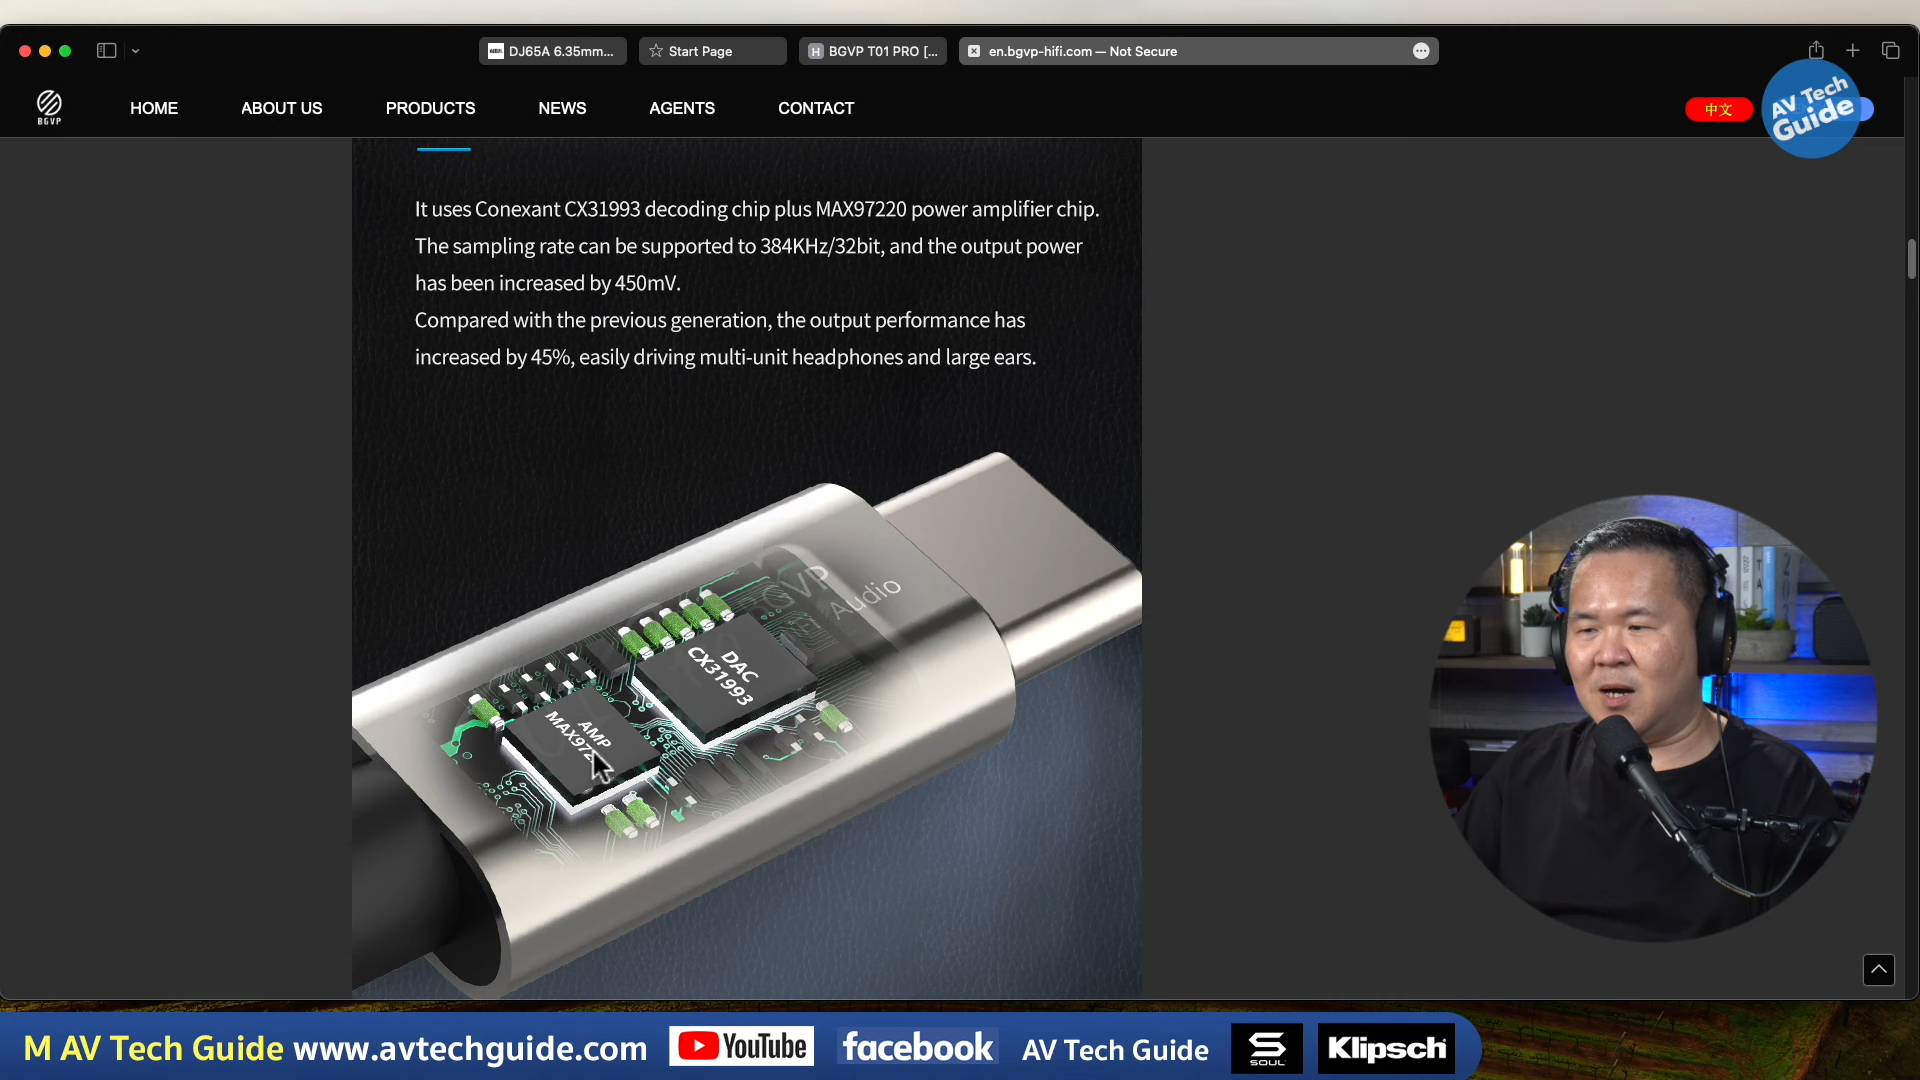 DJ65A 6.35mm...
Start Page
BGVP T01 PRO [...
en.bgvp-hifi.com — Not Secure
BGVP
HOME
ABOUT US
PRODUCTS
NEWS
AGENTS
CONTACT
中文
AV Tech
Guide
It uses Conexant CX31993 decoding chip plus MAX97220 power amplifier chip.
The sampling rate can be supported to 384KHz/32bit, and the output power
has been increased by 450mV.
Compared with the previous generation, the output performance has
increased by 45%, easily driving multi-unit headphones and large ears.
BGVP
Audio
DAC
CX31993
AMP
M AV Tech Guide www.avtechguide.com
YouTube
facebook
AV Tech Guide
SOUL
Klipsch